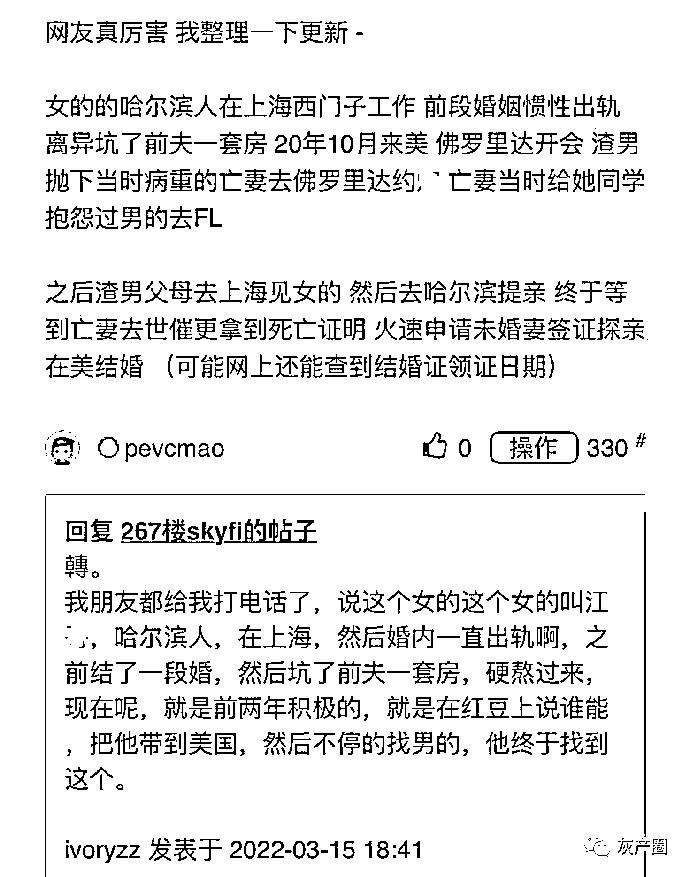 网友真厉害 我整理一下更新 -
女的的哈尔滨人在上海西门子工作 前段婚姻惯性出轨
离异坑了前夫一套房 20年10月来美 佛罗里达开会 渣男
抛下当时病重的亡妻去佛罗里达约 亡妻当时给她同学
抱怨过男的去FL
之后渣男父母去上海见女的 然后去哈尔滨提亲 终于等
到亡妻去世催更拿到死亡证明 火速申请未婚妻签证探亲
在美结婚 （可能网上还能查到结婚证领证日期）
pevcmao 0 操作 330 #
回复 267楼skyfi的帖子
轉。
我朋友都给我打电话了，说这个女的这个女的叫江
，哈尔滨人，在上海，然后婚内一直出轨啊，之
前结了一段婚，然后坑了前夫一套房，硬熬过来，
现在呢，就是前两年积极的，就是在红豆上说谁能
，把他带到美国，然后不停的找男的，他终于找到
这个。
ivoryzz 发表于 2022-03-15 18:41
灰产圈